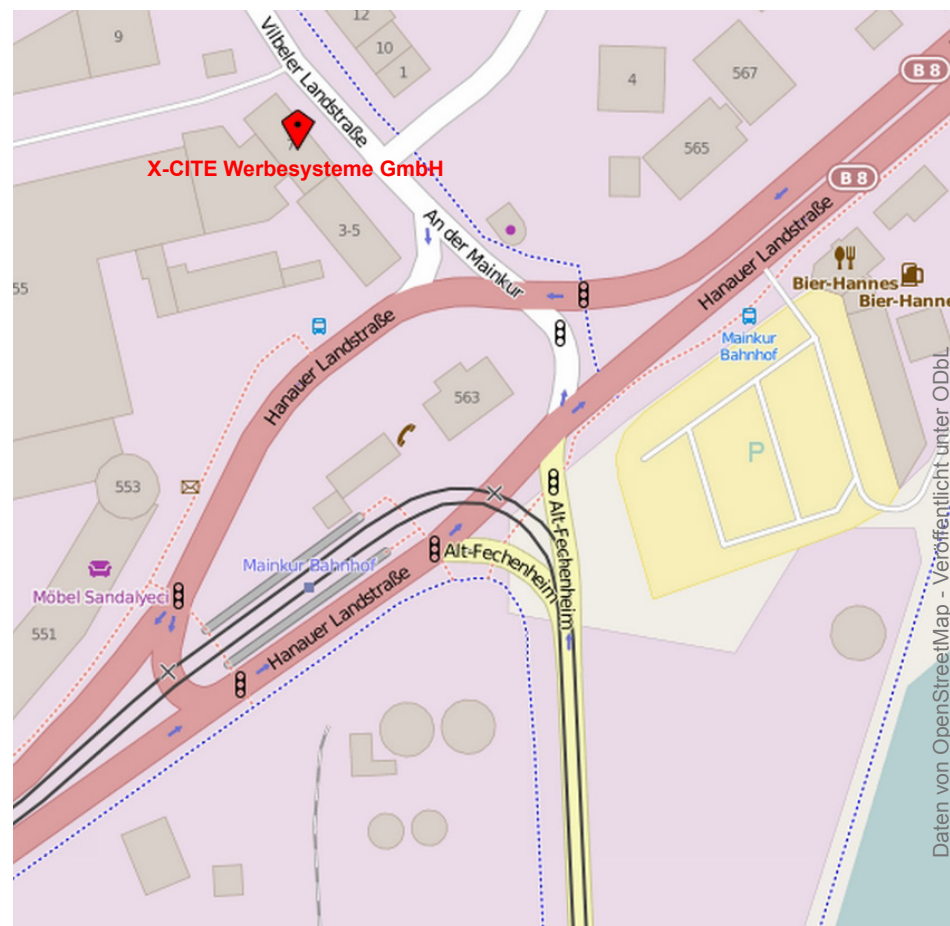 12
9
10
1
Vilbeler Landstraße
4
567
B 8
7
X-CITE Werbesysteme GmbH
565
B 8
3-5
An der Mainkur
Hanauer Landstraße
Bier-Hannes
Bier-Hanne
55
Hanauer Landstraße
Mainkur
Bahnhof
563
P
553
Alt-Fechenheim
Alt-Fechenheim
Mainkur Bahnhof
Möbel Sandalyeci
Hanauer Landstraße
551
Daten von OpenStreetMap - Veröffentlicht unter ODbL